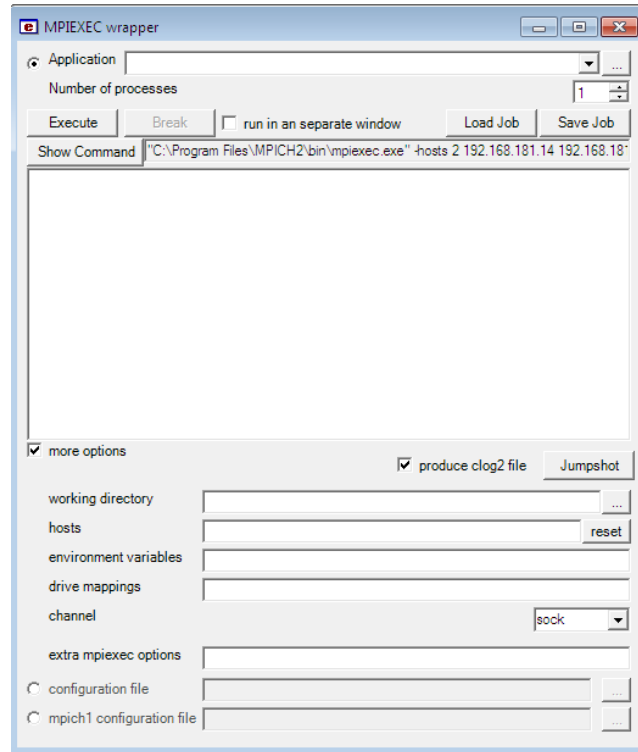 e MPIEXEC wrapper
Application ...
Number of processes 1
Execute Break run in an separate window Load Job Save Job
Show Command "C:\Program Files\MPICH2\bin\mpiexec.exe" -hosts 2 192.168.181.14 192.168.181
more options
produce clog2 file Jumpshot
working directory ...
hosts reset
environment variables
drive mappings
channel sock
extra mpiexec options
configuration file ...
mpich1 configuration file ...